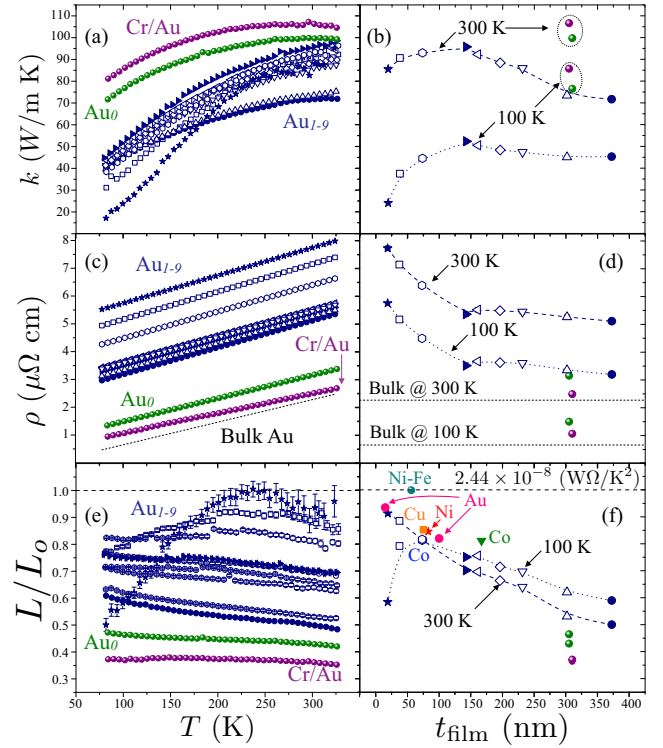 110
100
90
80
70
60
50
40
30
20
k (W/m K)
(a)
Cr/Au
Au0
Au1-9
(b)
300 K
100 K
8
7
6
5
4
3
2
1
ρ (μΩ cm)
(c)
Au1-9
Cr/Au
Au0
Bulk Au
(d)
300 K
100 K
Bulk @ 300 K
Bulk @ 100 K
1.0
0.9
0.8
0.7
0.6
0.5
0.4
0.3
L/Lo
(e)
Au1-9
Au0
Cr/Au
Ni-Fe
2.44 × 10⁻⁸ (WΩ/K²)
(f)
Au
Cu
Ni
Co
Co
100 K
300 K
50 100 150 200 250 300 350
T (K)
0 50 100 150 200 250 300 350 400
tfilm (nm)